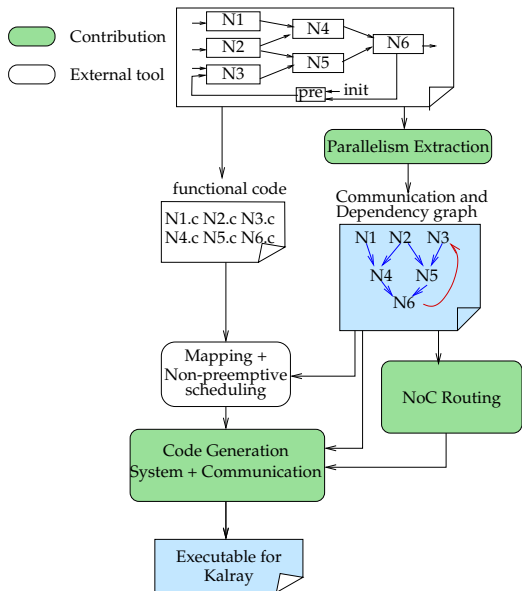 Contribution
External tool
N1
N2
N3
N4
N5
N6
pre
init
Parallelism Extraction
functional code
N1.c N2.c N3.c
N4.c N5.c N6.c
Communication and
Dependency graph
N1 N2 N3
N4 N5
N6
Mapping +
Non-preemptive
scheduling
NoC Routing
Code Generation
System + Communication
Executable for
Kalray